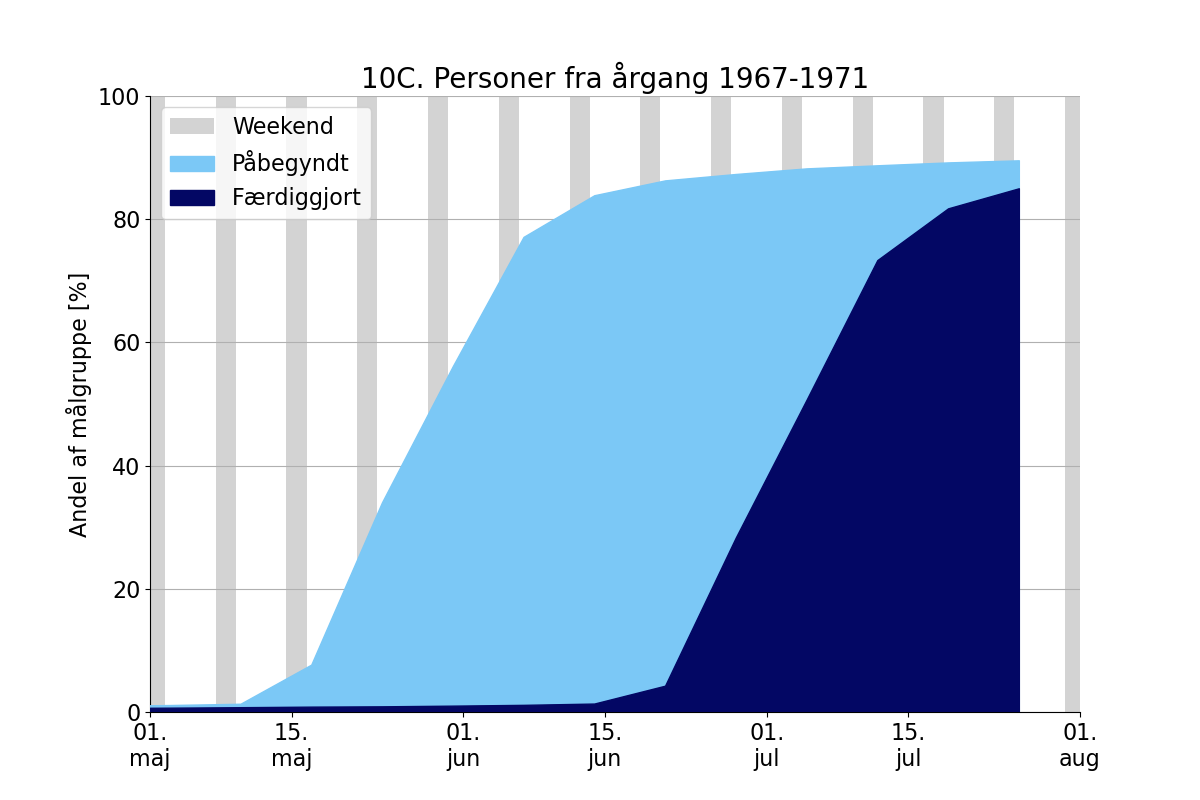 10C. Personer fra årgang 1967-1971
100
80
60
40
20
0
Andel af målgruppe [%]
Weekend
Påbegyndt
Færdiggjort
01. maj
15. maj
01. jun
15. jun
01. jul
15. jul
01. aug